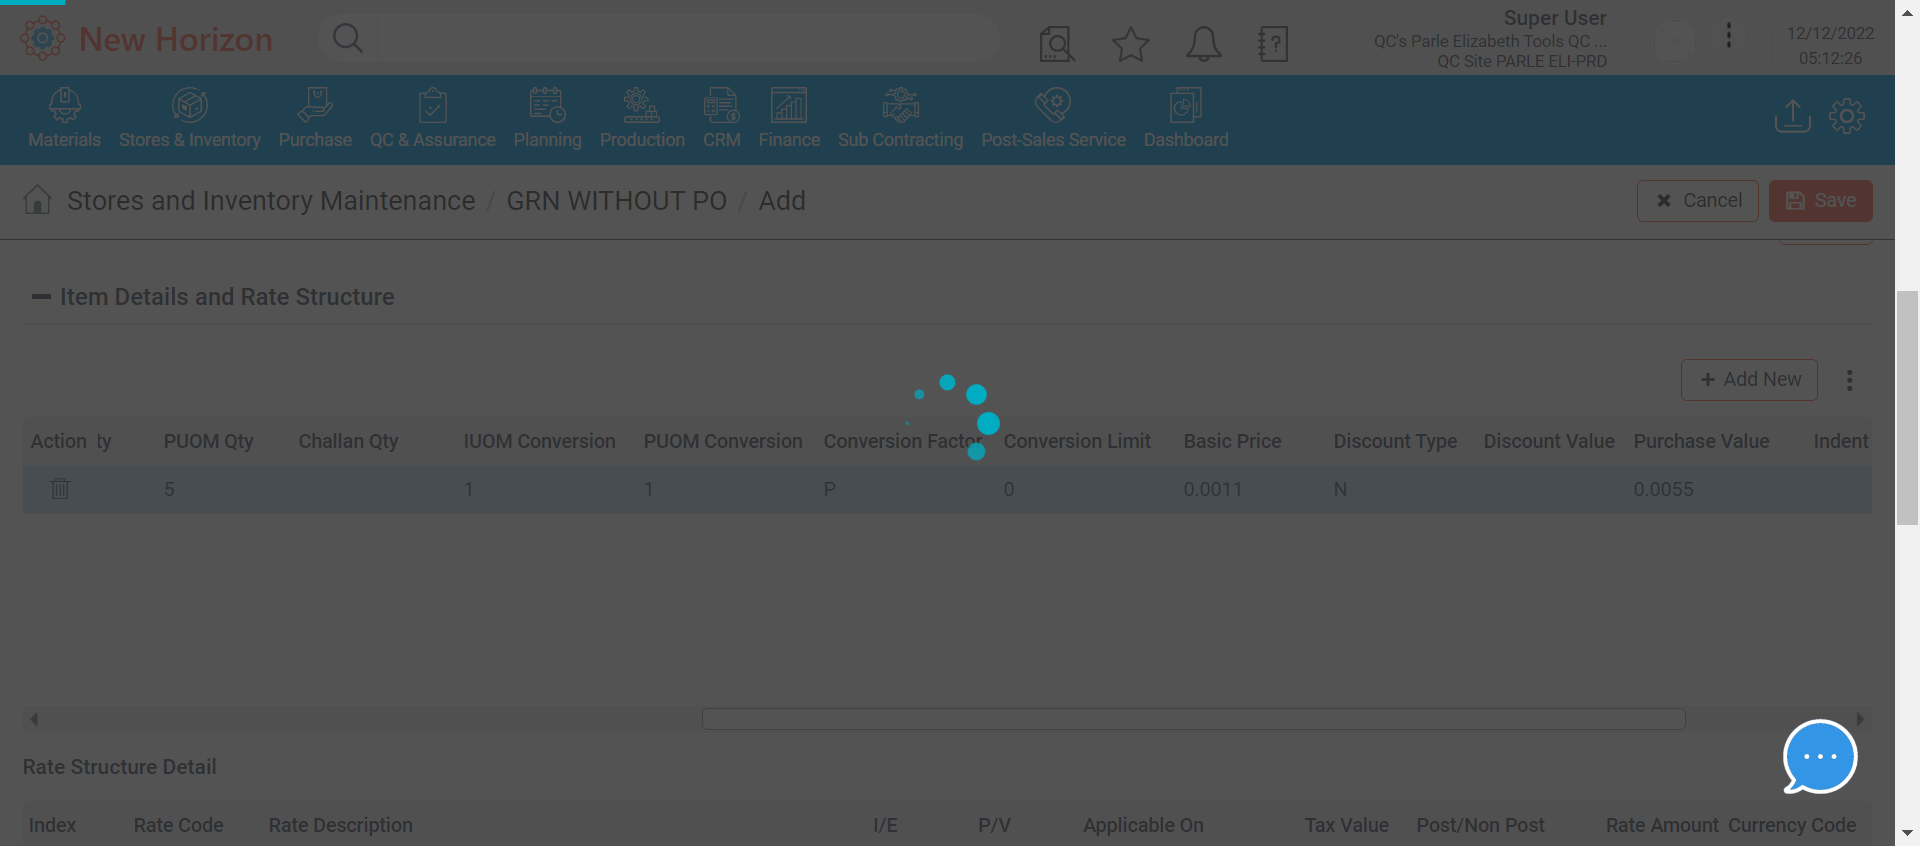 New Horizon
Super User
QC's Parle Elizabeth Tools QC ...
QC Site PARLE ELI-PRD
12/12/2022
05:12:26
Materials
Stores & Inventory
Purchase
QC & Assurance
Planning
Production
CRM
Finance
Sub Contracting
Post-Sales Service
Dashboard
Stores and Inventory Maintenance / GRN WITHOUT PO / Add
Cancel
Save
Item Details and Rate Structure
+ Add New
Action ty PUOM Qty Challan Qty IUOM Conversion PUOM Conversion Conversion Factor Conversion Limit Basic Price Discount Type Discount Value Purchase Value Indent
5 1 1 P 0 0.0011 N 0.0055
Rate Structure Detail
Index Rate Code Rate Description I/E P/V Applicable On Tax Value Post/Non Post Rate Amount Currency Code